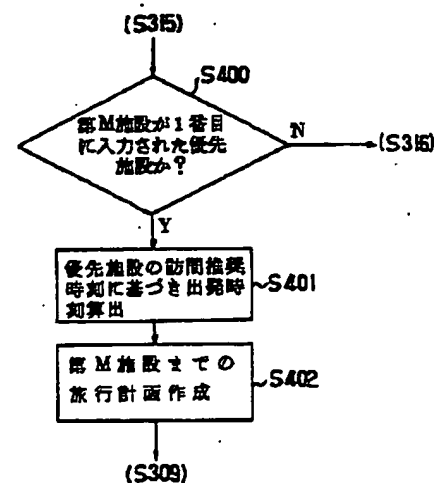 (S315)
S400
第M施設が1番目
に入力された優先
施設か?
N
(S316)
Y
優先施設の訪問推奨
時刻に基づき出発時
刻算出
S401
第M施設までの
旅行計画作成
S402
(S309)